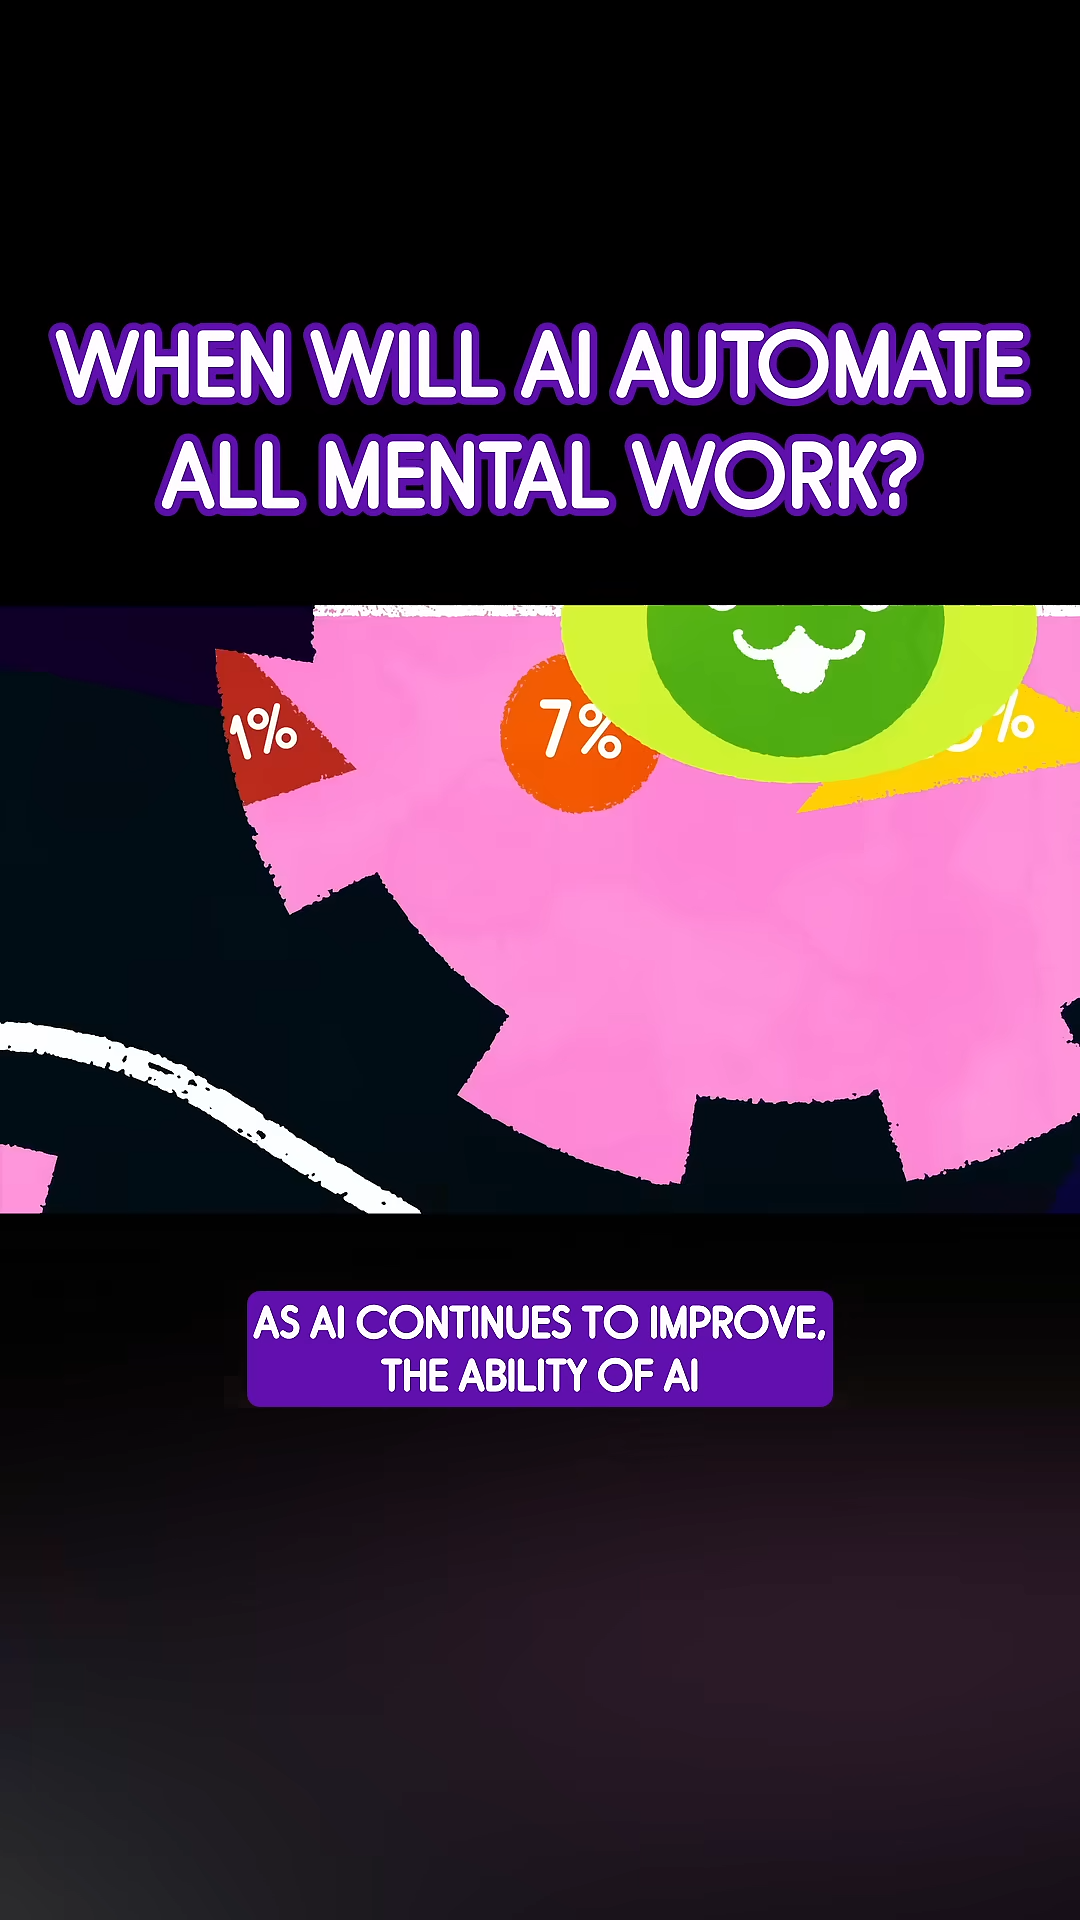 WHEN WILL AI AUTOMATE
ALL MENTAL WORK?
1%
7%
%
AS AI CONTINUES TO IMPROVE,
THE ABILITY OF AI